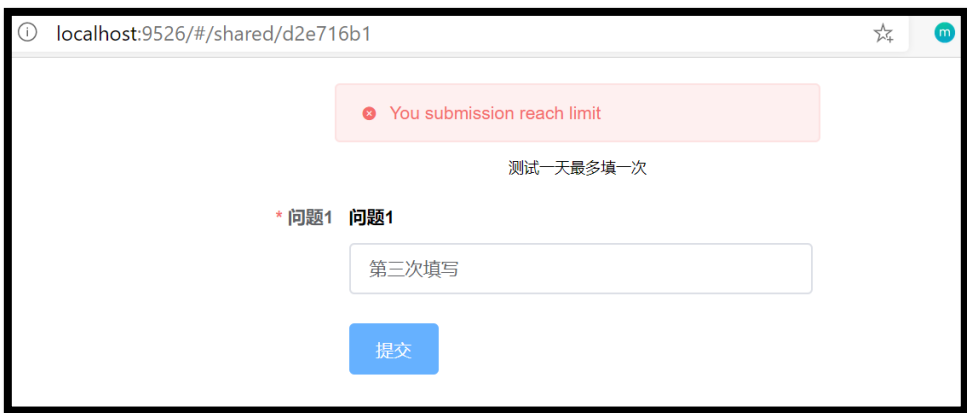 localhost:9526/#/shared/d2e716b1
m
You submission reach limit
测试一天最多填一次
* 问题1 问题1
第三次填写
提交